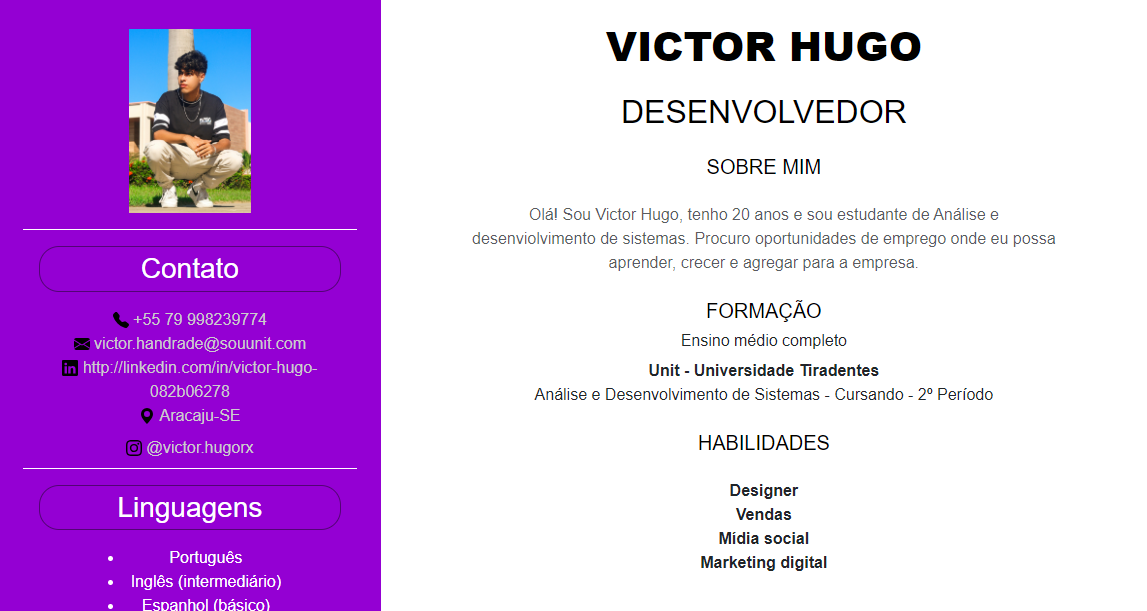 Contato
+55 79 998239774
victor.handrade@souunit.com
http://linkedin.com/in/victor-hugo-
082b06278
Aracaju-SE
@victor.hugorx
Linguagens
• Português
• Inglês (intermediário)
• Espanhol (básico)
VICTOR HUGO
DESENVOLVEDOR
SOBRE MIM
Olá! Sou Victor Hugo, tenho 20 anos e sou estudante de Análise e
desenviolvimento de sistemas. Procuro oportunidades de emprego onde eu possa
aprender, crecer e agregar para a empresa.
FORMAÇÃO
Ensino médio completo
Unit - Universidade Tiradentes
Análise e Desenvolvimento de Sistemas - Cursando - 2º Período
HABILIDADES
Designer
Vendas
Mídia social
Marketing digital